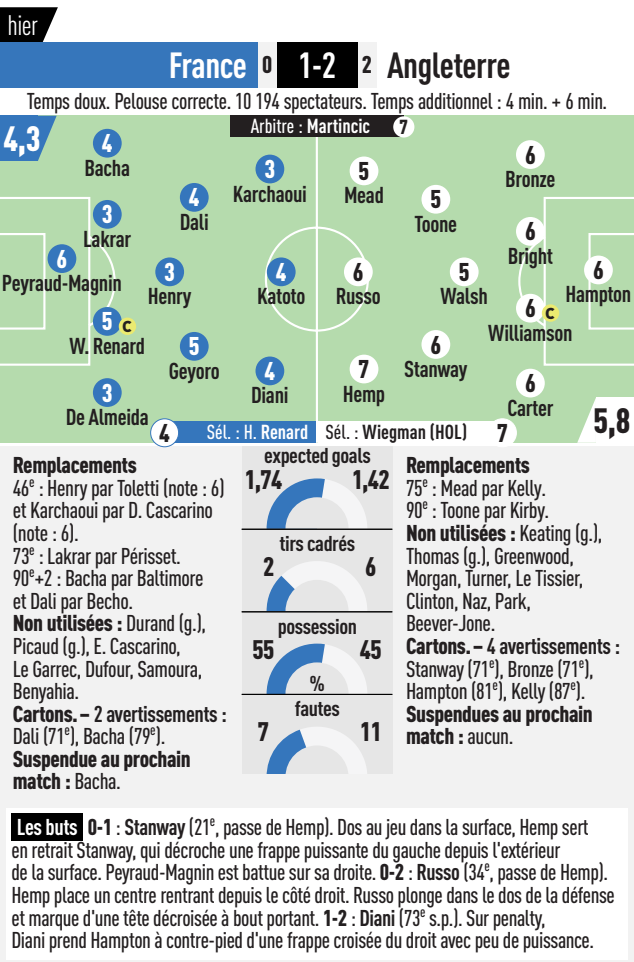 hier
France 0 1-2 2 Angleterre
Temps doux. Pelouse correcte. 10 194 spectateurs. Temps additionnel : 4 min. + 6 min.
4,3
Arbitre : Martincic 7
4
Bacha
3
Lakrar
6
Peyraud-Magnin
5 C
W. Renard
3
De Almeida
4
Dali
3
Henry
5
Geyoro
3
Karchaoui
4
Katoto
4
Diani
5
Mead
6
Russo
7
Hemp
5
Toone
5
Walsh
6
Stanway
6
Bronze
6
Bright
6 C
Williamson
6
Carter
6
Hampton
4 Sél. : H. Renard
Sél. : Wiegman (HOL) 7
5,8
Remplacements
46e : Henry par Toletti (note : 6)
et Karchaoui par D. Cascarino
(note : 6).
73e : Lakrar par Périsset.
90e+2 : Bacha par Baltimore
et Dali par Becho.
Non utilisées : Durand (g.),
Picaud (g.), E. Cascarino,
Le Garrec, Dufour, Samoura,
Benyahia.
Cartons. – 2 avertissements :
Dali (71e), Bacha (79e).
Suspendue au prochain
match : Bacha.
expected goals
1,74 1,42
tirs cadrés
2 6
possession
55 45
%
fautes
7 11
Remplacements
75e : Mead par Kelly.
90e : Toone par Kirby.
Non utilisées : Keating (g.),
Thomas (g.), Greenwood,
Morgan, Turner, Le Tissier,
Clinton, Naz, Park,
Beever-Jone.
Cartons. – 4 avertissements :
Stanway (71e), Bronze (71e),
Hampton (81e), Kelly (87e).
Suspendues au prochain
match : aucun.
Les buts 0-1 : Stanway (21e, passe de Hemp). Dos au jeu dans la surface, Hemp sert
en retrait Stanway, qui décroche une frappe puissante du gauche depuis l'extérieur
de la surface. Peyraud-Magnin est battue sur sa droite. 0-2 : Russo (34e, passe de Hemp).
Hemp place un centre rentrant depuis le côté droit. Russo plonge dans le dos de la défense
et marque d'une tête décroisée à bout portant. 1-2 : Diani (73e s.p.). Sur penalty,
Diani prend Hampton à contre-pied d'une frappe croisée du droit avec peu de puissance.